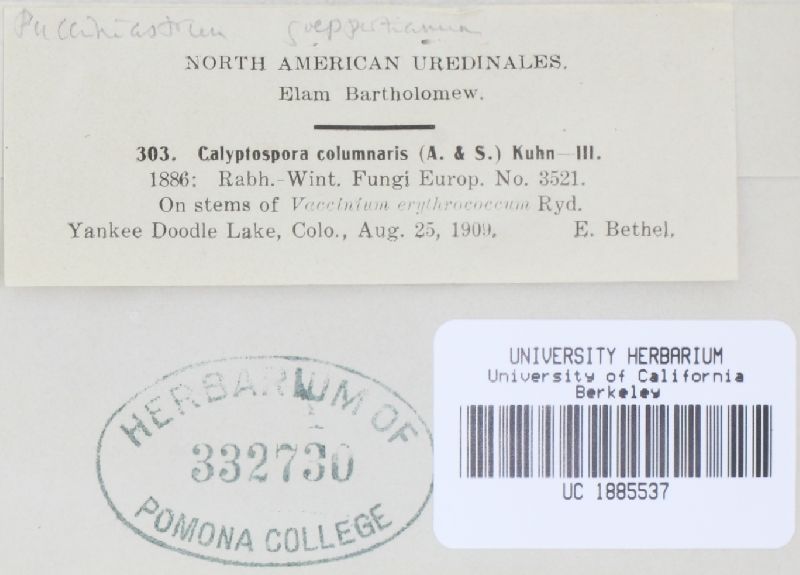 Pucciniastrum goeppertianum
NORTH AMERICAN UREDINALES.
Elam Bartholomew.
303. Calyptospora columnaris (A. & S.) Kuhn—III.
1886: Rabh.-Wint. Fungi Europ. No. 3521.
On stems of Vaccinium erythrococcum Ryd.
Yankee Doodle Lake, Colo., Aug. 25, 1909. E. Bethel.
HERBARIUM OF
332730
POMONA COLLEGE
UNIVERSITY HERBARIUM
University of California
Berkeley
UC 1885537